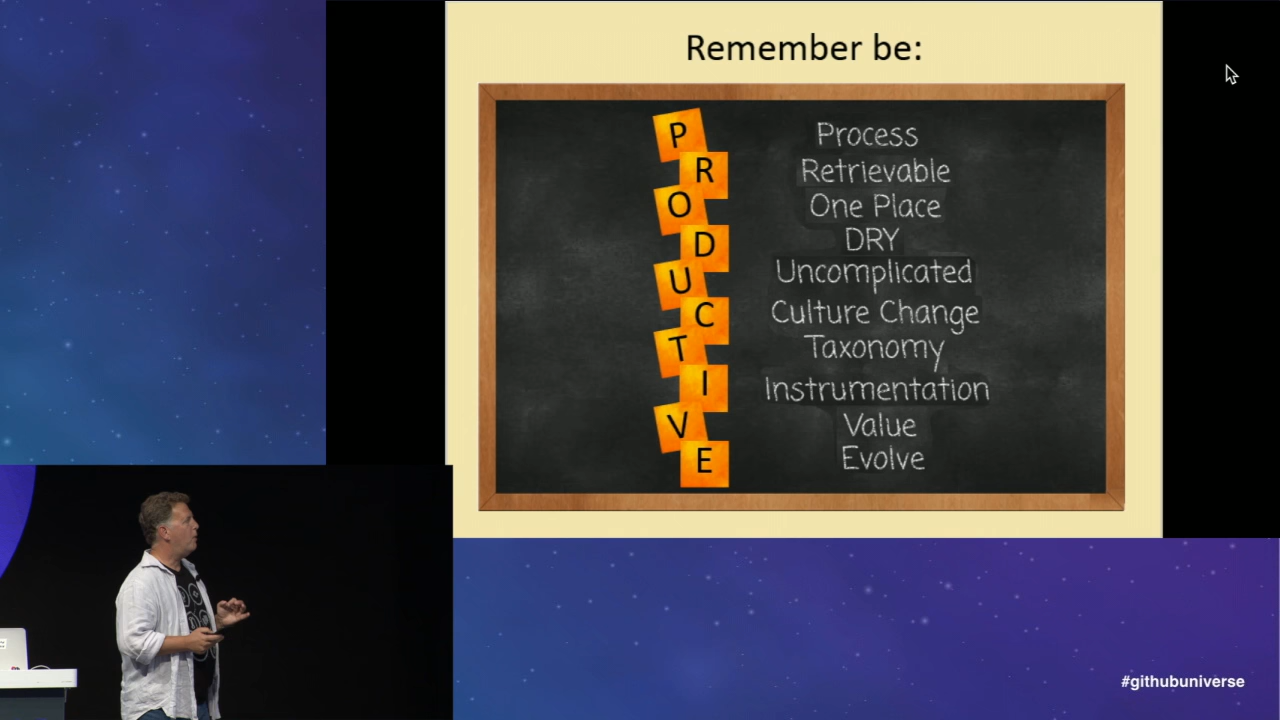 Remember be:
P Process
R Retrievable
O One Place
D DRY
U Uncomplicated
C Culture Change
T Taxonomy
I Instrumentation
V Value
E Evolve
#githubuniverse